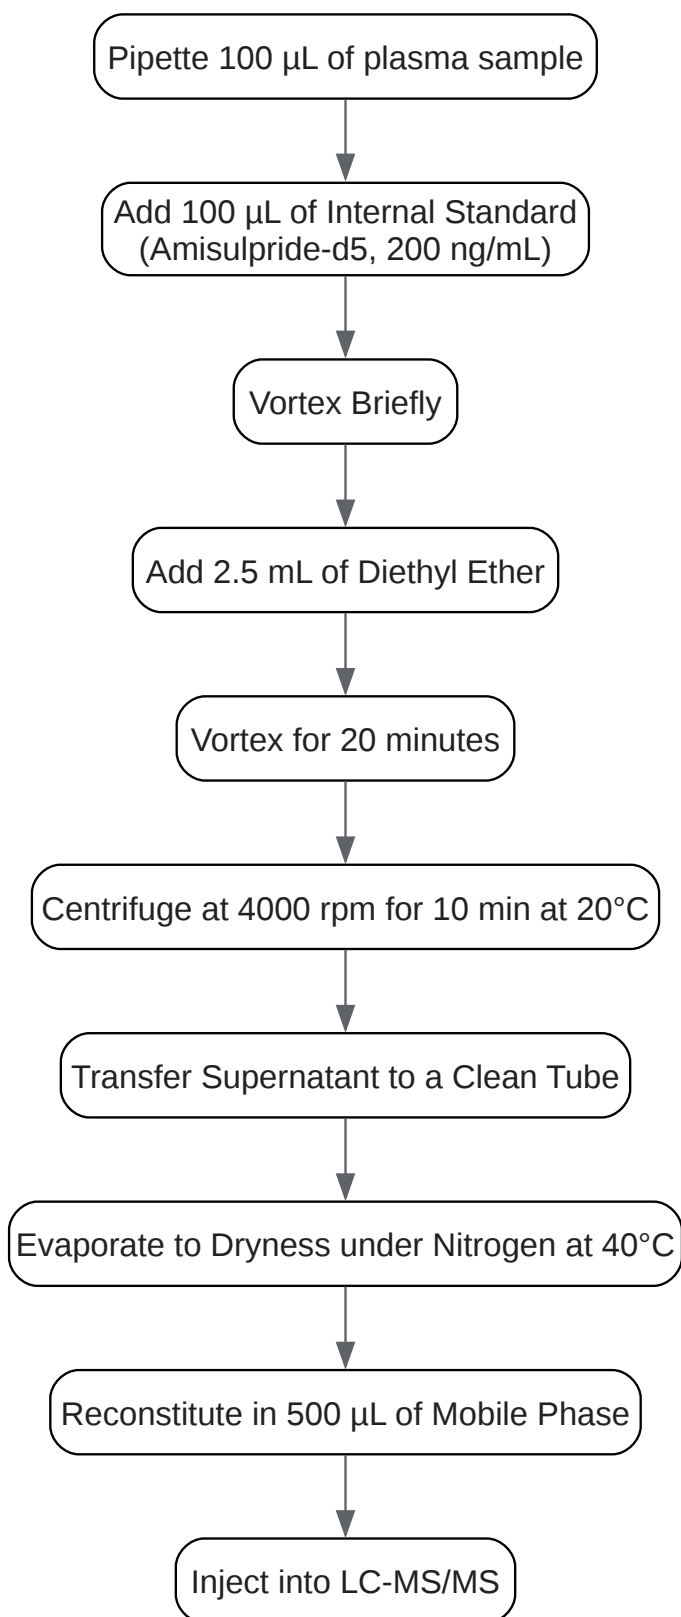 Pipette 100 µL of plasma sample
Add 100 µL of Internal Standard
(Amisulpride-d5, 200 ng/mL)
Vortex Briefly
Add 2.5 mL of Diethyl Ether
Vortex for 20 minutes
Centrifuge at 4000 rpm for 10 min at 20°C
Transfer Supernatant to a Clean Tube
Evaporate to Dryness under Nitrogen at 40°C
Reconstitute in 500 µL of Mobile Phase
Inject into LC-MS/MS